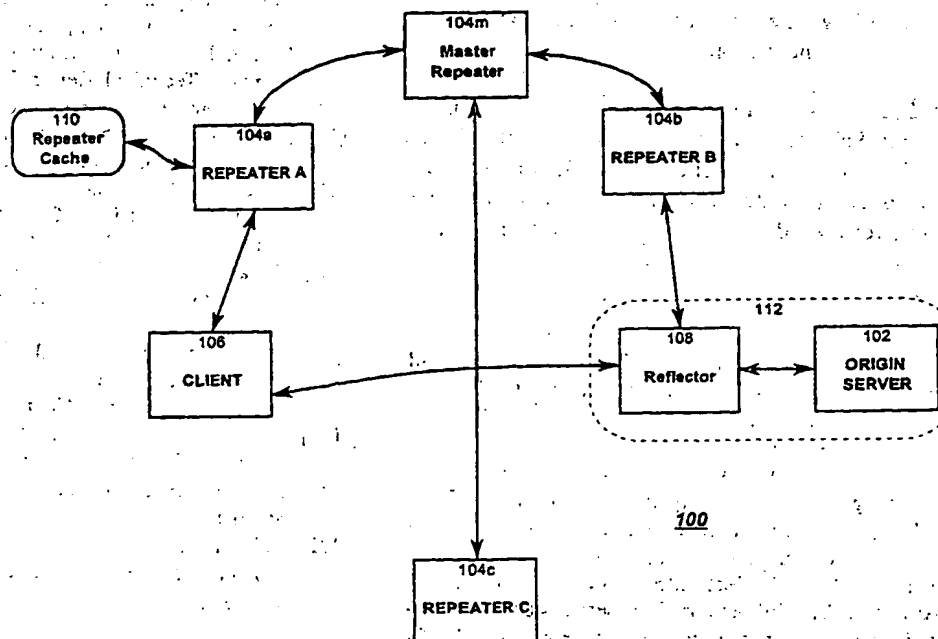 104m
Master
Repeater
110
Repeater
Cache
104a
REPEATER A
104b
REPEATER B
112
106
CLIENT
108
Reflector
102
ORIGIN
SERVER
100
104c
REPEATER C